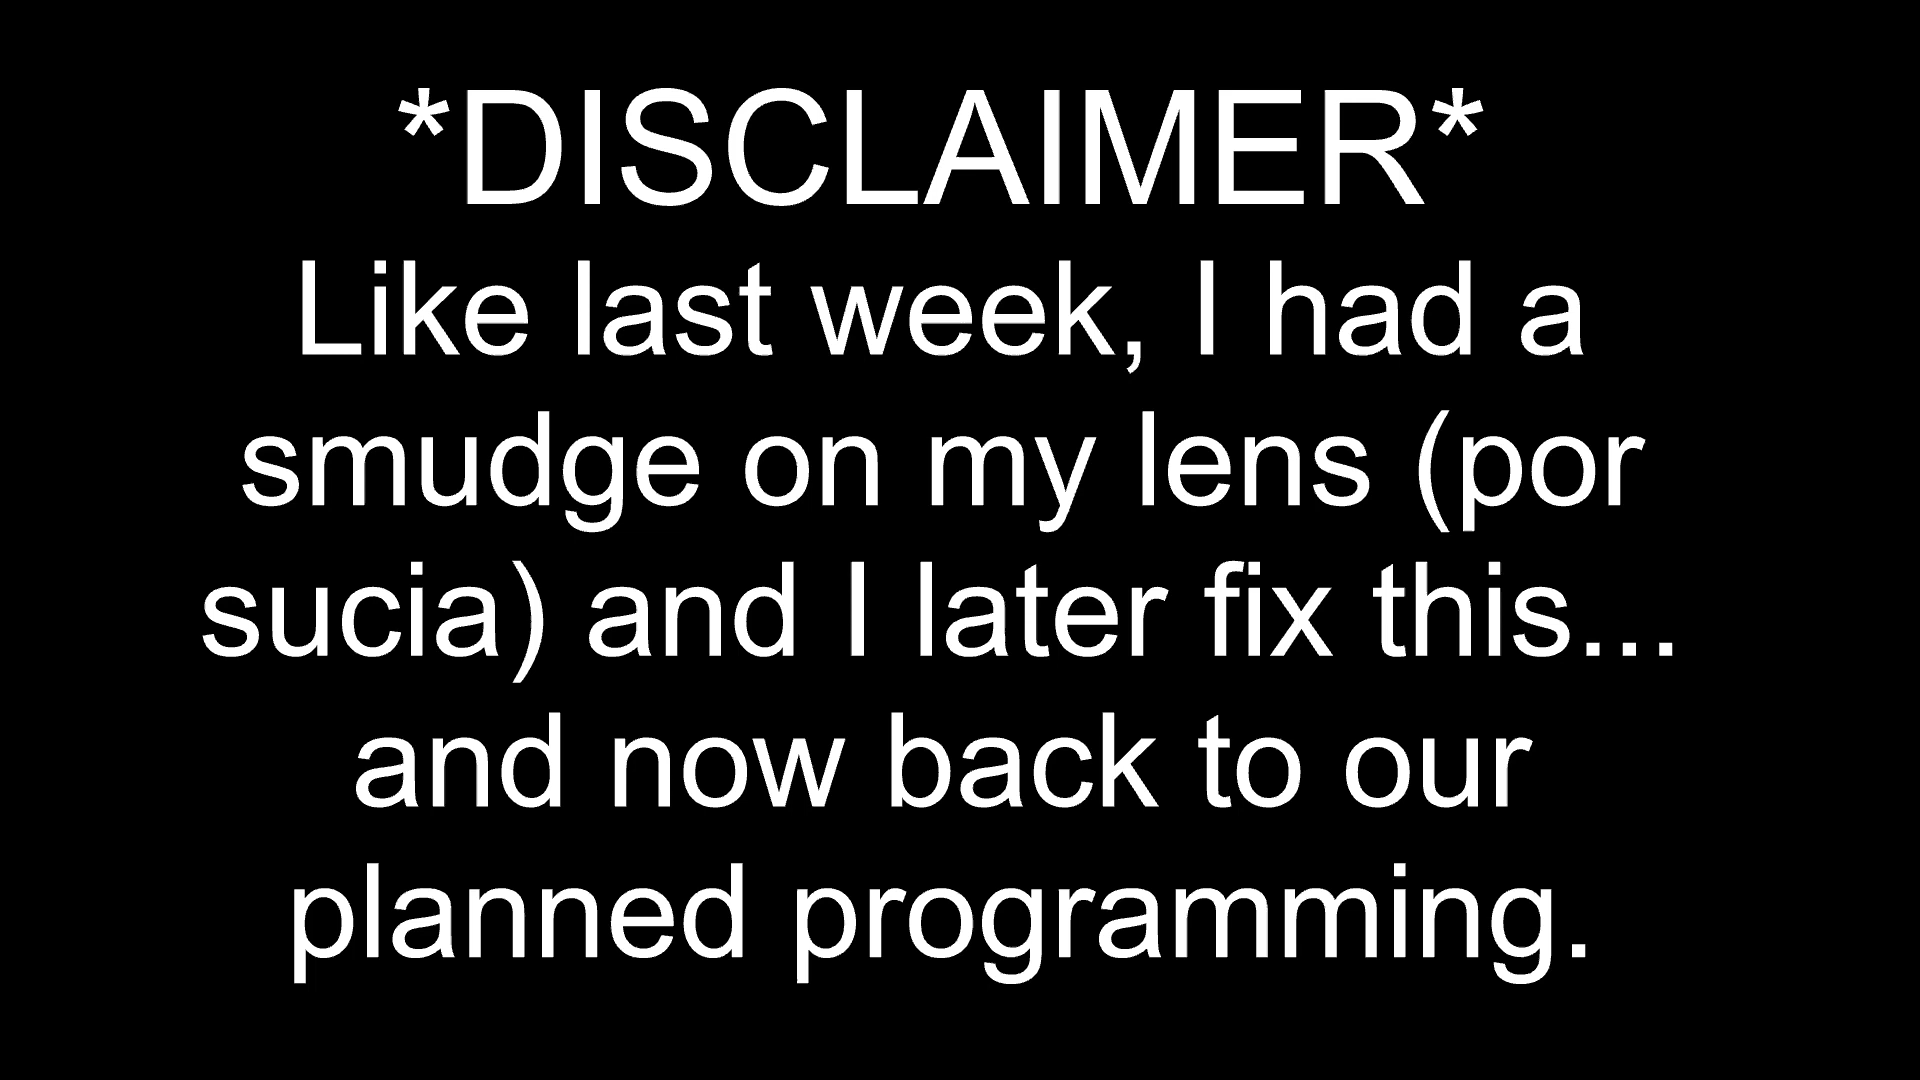 *DISCLAIMER*
Like last week, I had a
smudge on my lens (por
sucia) and I later fix this...
and now back to our
planned programming.